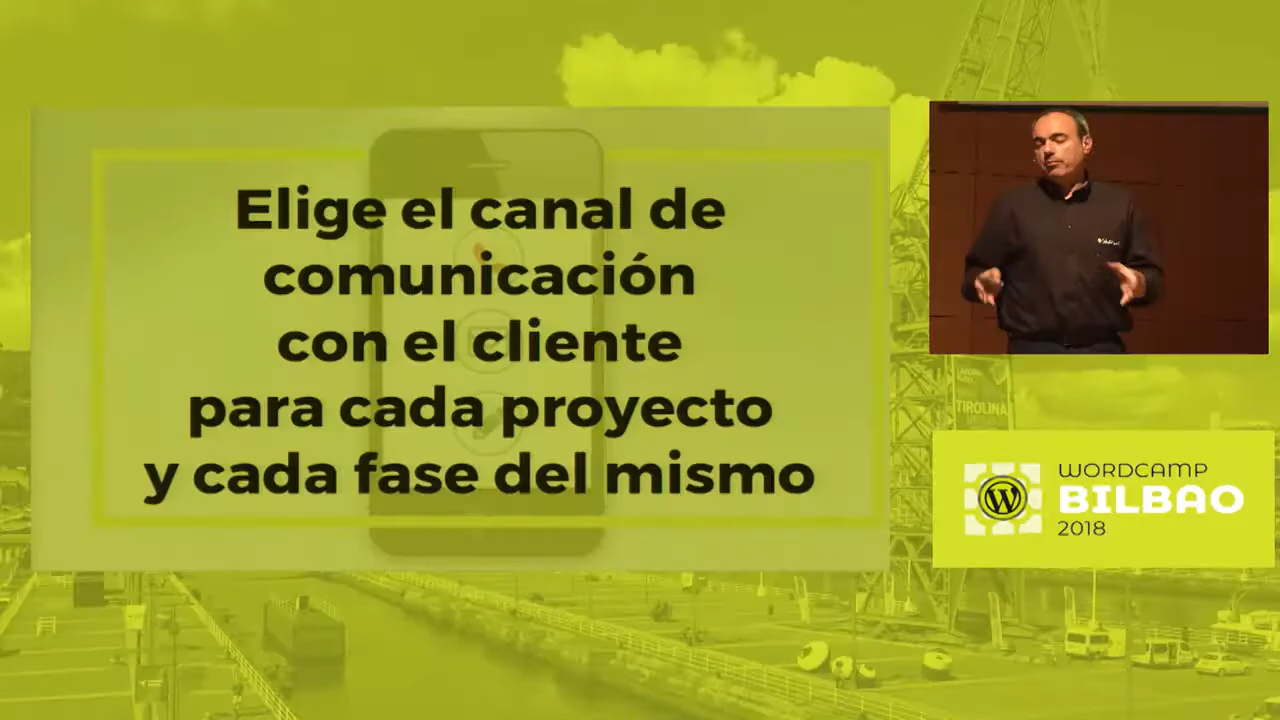 Elige el canal de
comunicación
con el cliente
para cada proyecto
y cada fase del mismo
TIROLINA
WORDCAMP
BILBAO
2018